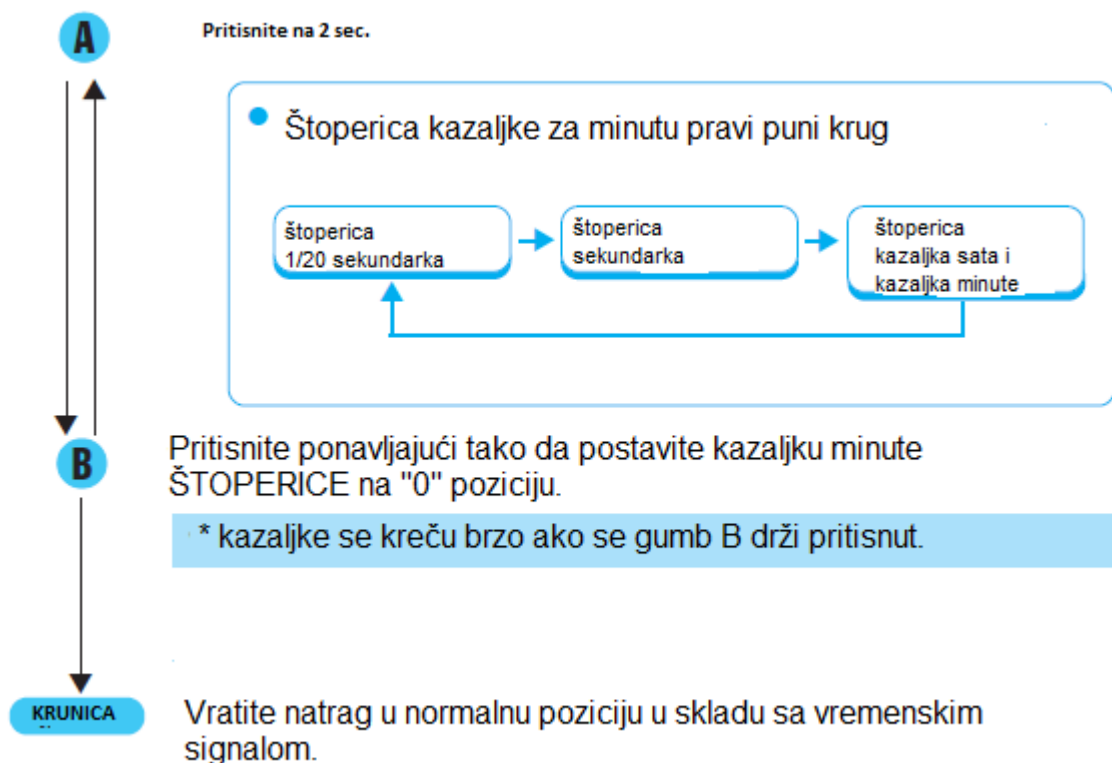 A
Pritisnite na 2 sec.
Štoperica kazaljke za minutu pravi puni krug
štoperica
1/20 sekundarka
štoperica
sekundarka
štoperica
kazaljka sata i
kazaljka minute
B
Pritisnite ponavljajući tako da postavite kazaljku minute
ŠTOPERICE na "0" poziciju.
* kazaljke se kreču brzo ako se gumb B drži pritisnut.
KRUNICA
Vratite natrag u normalnu poziciju u skladu sa vremenskim
signalom.